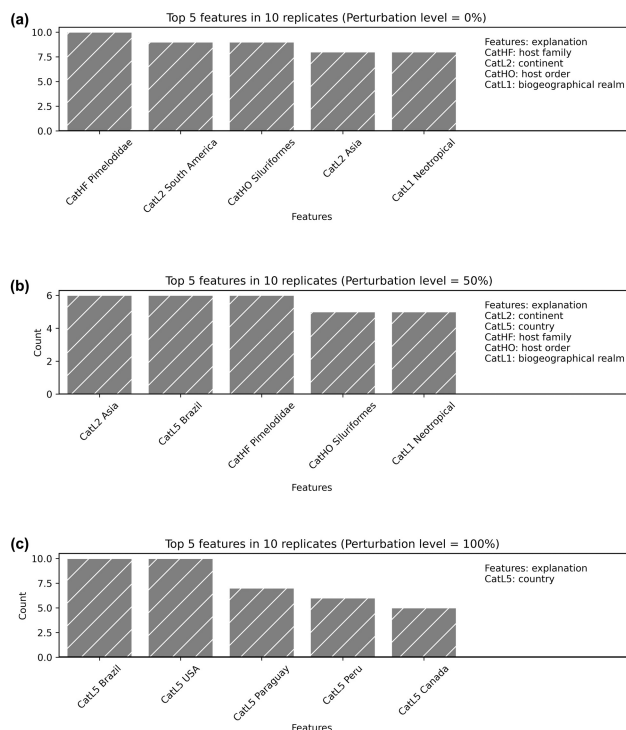 (a)
Top 5 features in 10 replicates (Perturbation level = 0%)
10.0
7.5
5.0
2.5
0.0
Features: explanation
CatHF: host family
CatL2: continent
CatHO: host order
CatL1: biogeographical realm
CatHF Pimelodidae
CatL2 South America
CatHO Siluriformes
CatL2 Asia
CatL1 Neotropical
Features
(b)
Top 5 features in 10 replicates (Perturbation level = 50%)
Count
6
4
2
0
Features: explanation
CatL2: continent
CatL5: country
CatHF: host family
CatHO: host order
CatL1: biogeographical realm
CatL2 Asia
CatL5 Brazil
CatHF Pimelodidae
CatHO Siluriformes
CatL1 Neotropical
Features
(c)
Top 5 features in 10 replicates (Perturbation level = 100%)
Count
10.0
7.5
5.0
2.5
0.0
Features: explanation
CatL5: country
CatL5 Brazil
CatL5 USA
CatL5 Paraguay
CatL5 Peru
CatL5 Canada
Features